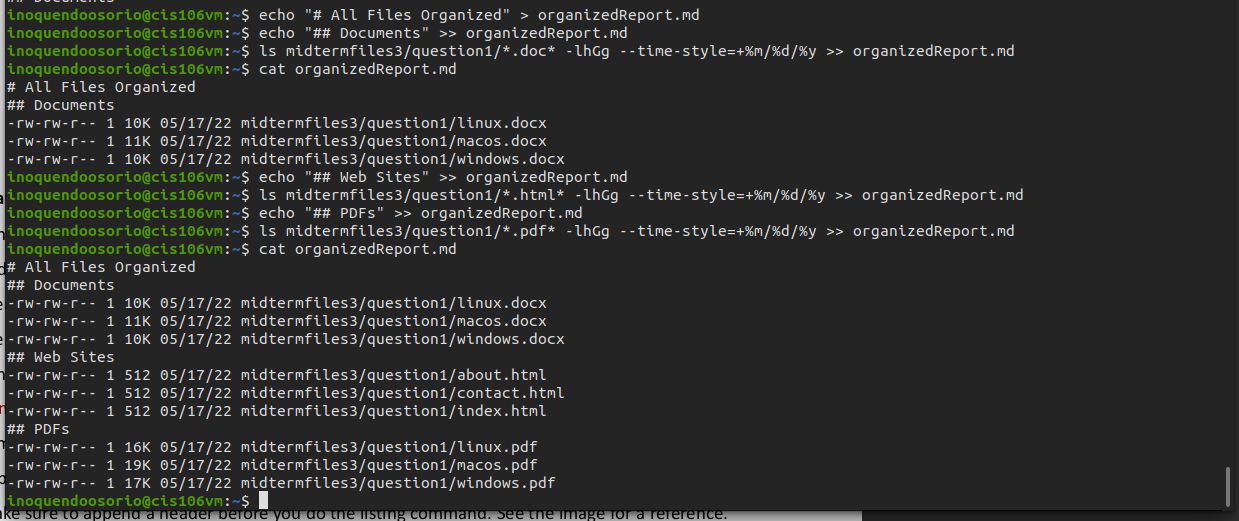 ## Documents
inoquendoosorio@cis106vm:~$ echo "# All Files Organized" > organizedReport.md
inoquendoosorio@cis106vm:~$ echo "## Documents" >> organizedReport.md
inoquendoosorio@cis106vm:~$ ls midtermfiles3/question1/*.doc* -lhGg --time-style=+%m/%d/%y >> organizedReport.md
inoquendoosorio@cis106vm:~$ cat organizedReport.md
# All Files Organized
## Documents
-rw-rw-r-- 1 10K 05/17/22 midtermfiles3/question1/linux.docx
-rw-rw-r-- 1 11K 05/17/22 midtermfiles3/question1/macos.docx
-rw-rw-r-- 1 10K 05/17/22 midtermfiles3/question1/windows.docx
inoquendoosorio@cis106vm:~$ echo "## Web Sites" >> organizedReport.md
inoquendoosorio@cis106vm:~$ ls midtermfiles3/question1/*.html* -lhGg --time-style=+%m/%d/%y >> organizedReport.md
inoquendoosorio@cis106vm:~$ echo "## PDFs" >> organizedReport.md
inoquendoosorio@cis106vm:~$ ls midtermfiles3/question1/*.pdf* -lhGg --time-style=+%m/%d/%y >> organizedReport.md
inoquendoosorio@cis106vm:~$ cat organizedReport.md
# All Files Organized
## Documents
-rw-rw-r-- 1 10K 05/17/22 midtermfiles3/question1/linux.docx
-rw-rw-r-- 1 11K 05/17/22 midtermfiles3/question1/macos.docx
-rw-rw-r-- 1 10K 05/17/22 midtermfiles3/question1/windows.docx
## Web Sites
-rw-rw-r-- 1 512 05/17/22 midtermfiles3/question1/about.html
-rw-rw-r-- 1 512 05/17/22 midtermfiles3/question1/contact.html
-rw-rw-r-- 1 512 05/17/22 midtermfiles3/question1/index.html
## PDFs
-rw-rw-r-- 1 16K 05/17/22 midtermfiles3/question1/linux.pdf
-rw-rw-r-- 1 19K 05/17/22 midtermfiles3/question1/macos.pdf
-rw-rw-r-- 1 17K 05/17/22 midtermfiles3/question1/windows.pdf
inoquendoosorio@cis106vm:~$
ake sure to append a header before you do the listing command. See the image for a reference.